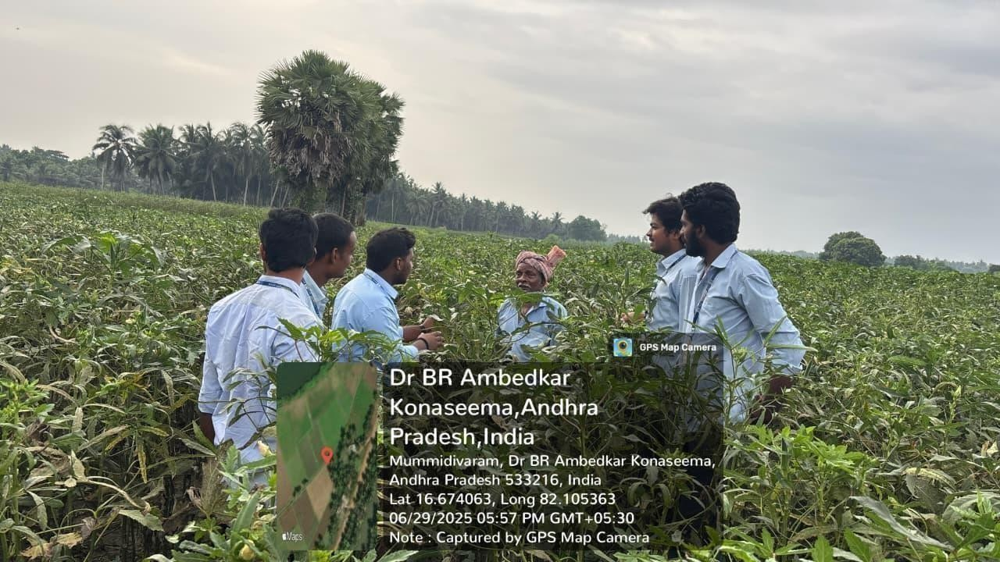 GPS Map Camera
Dr BR Ambedkar
Konaseema,Andhra
Pradesh,India
Mummidivaram, Dr BR Ambedkar Konaseema,
Andhra Pradesh 533216, India
Lat 16.674063, Long 82.105363
06/29/2025 05:57 PM GMT+05:30
Note : Captured by GPS Map Camera
Maps